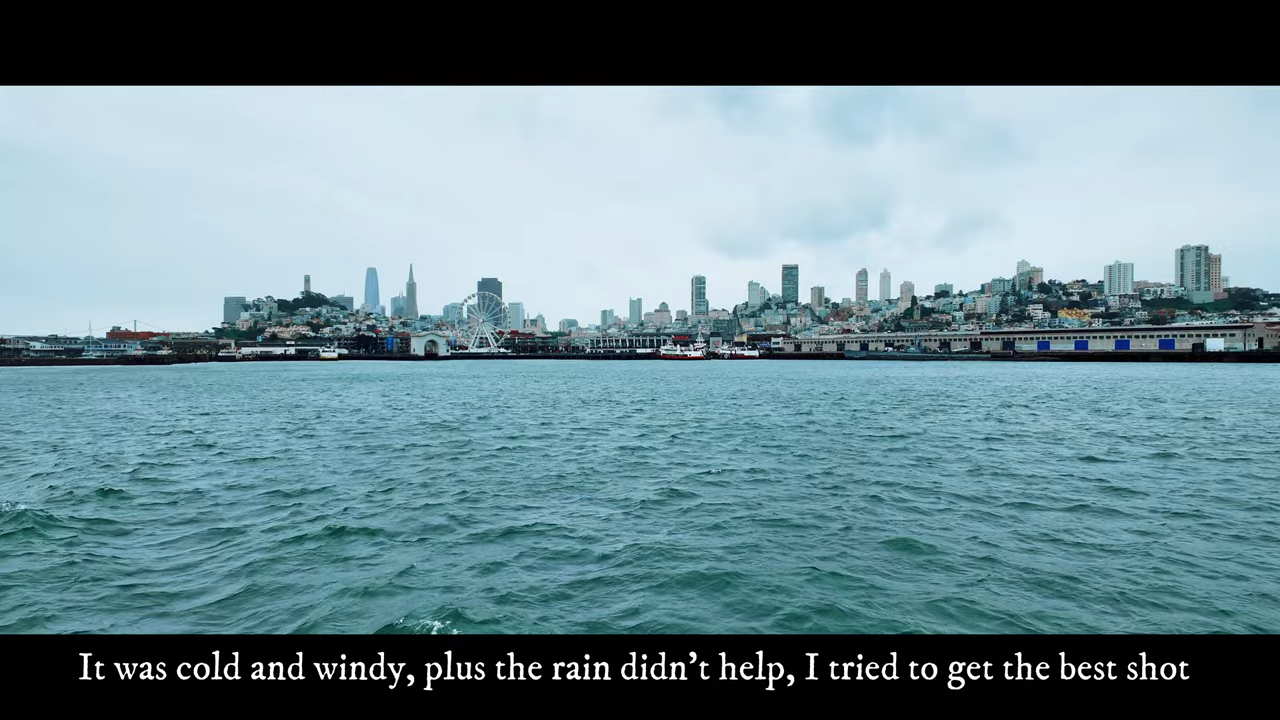 It was cold and windy, plus the rain didn't help, I tried to get the best shot